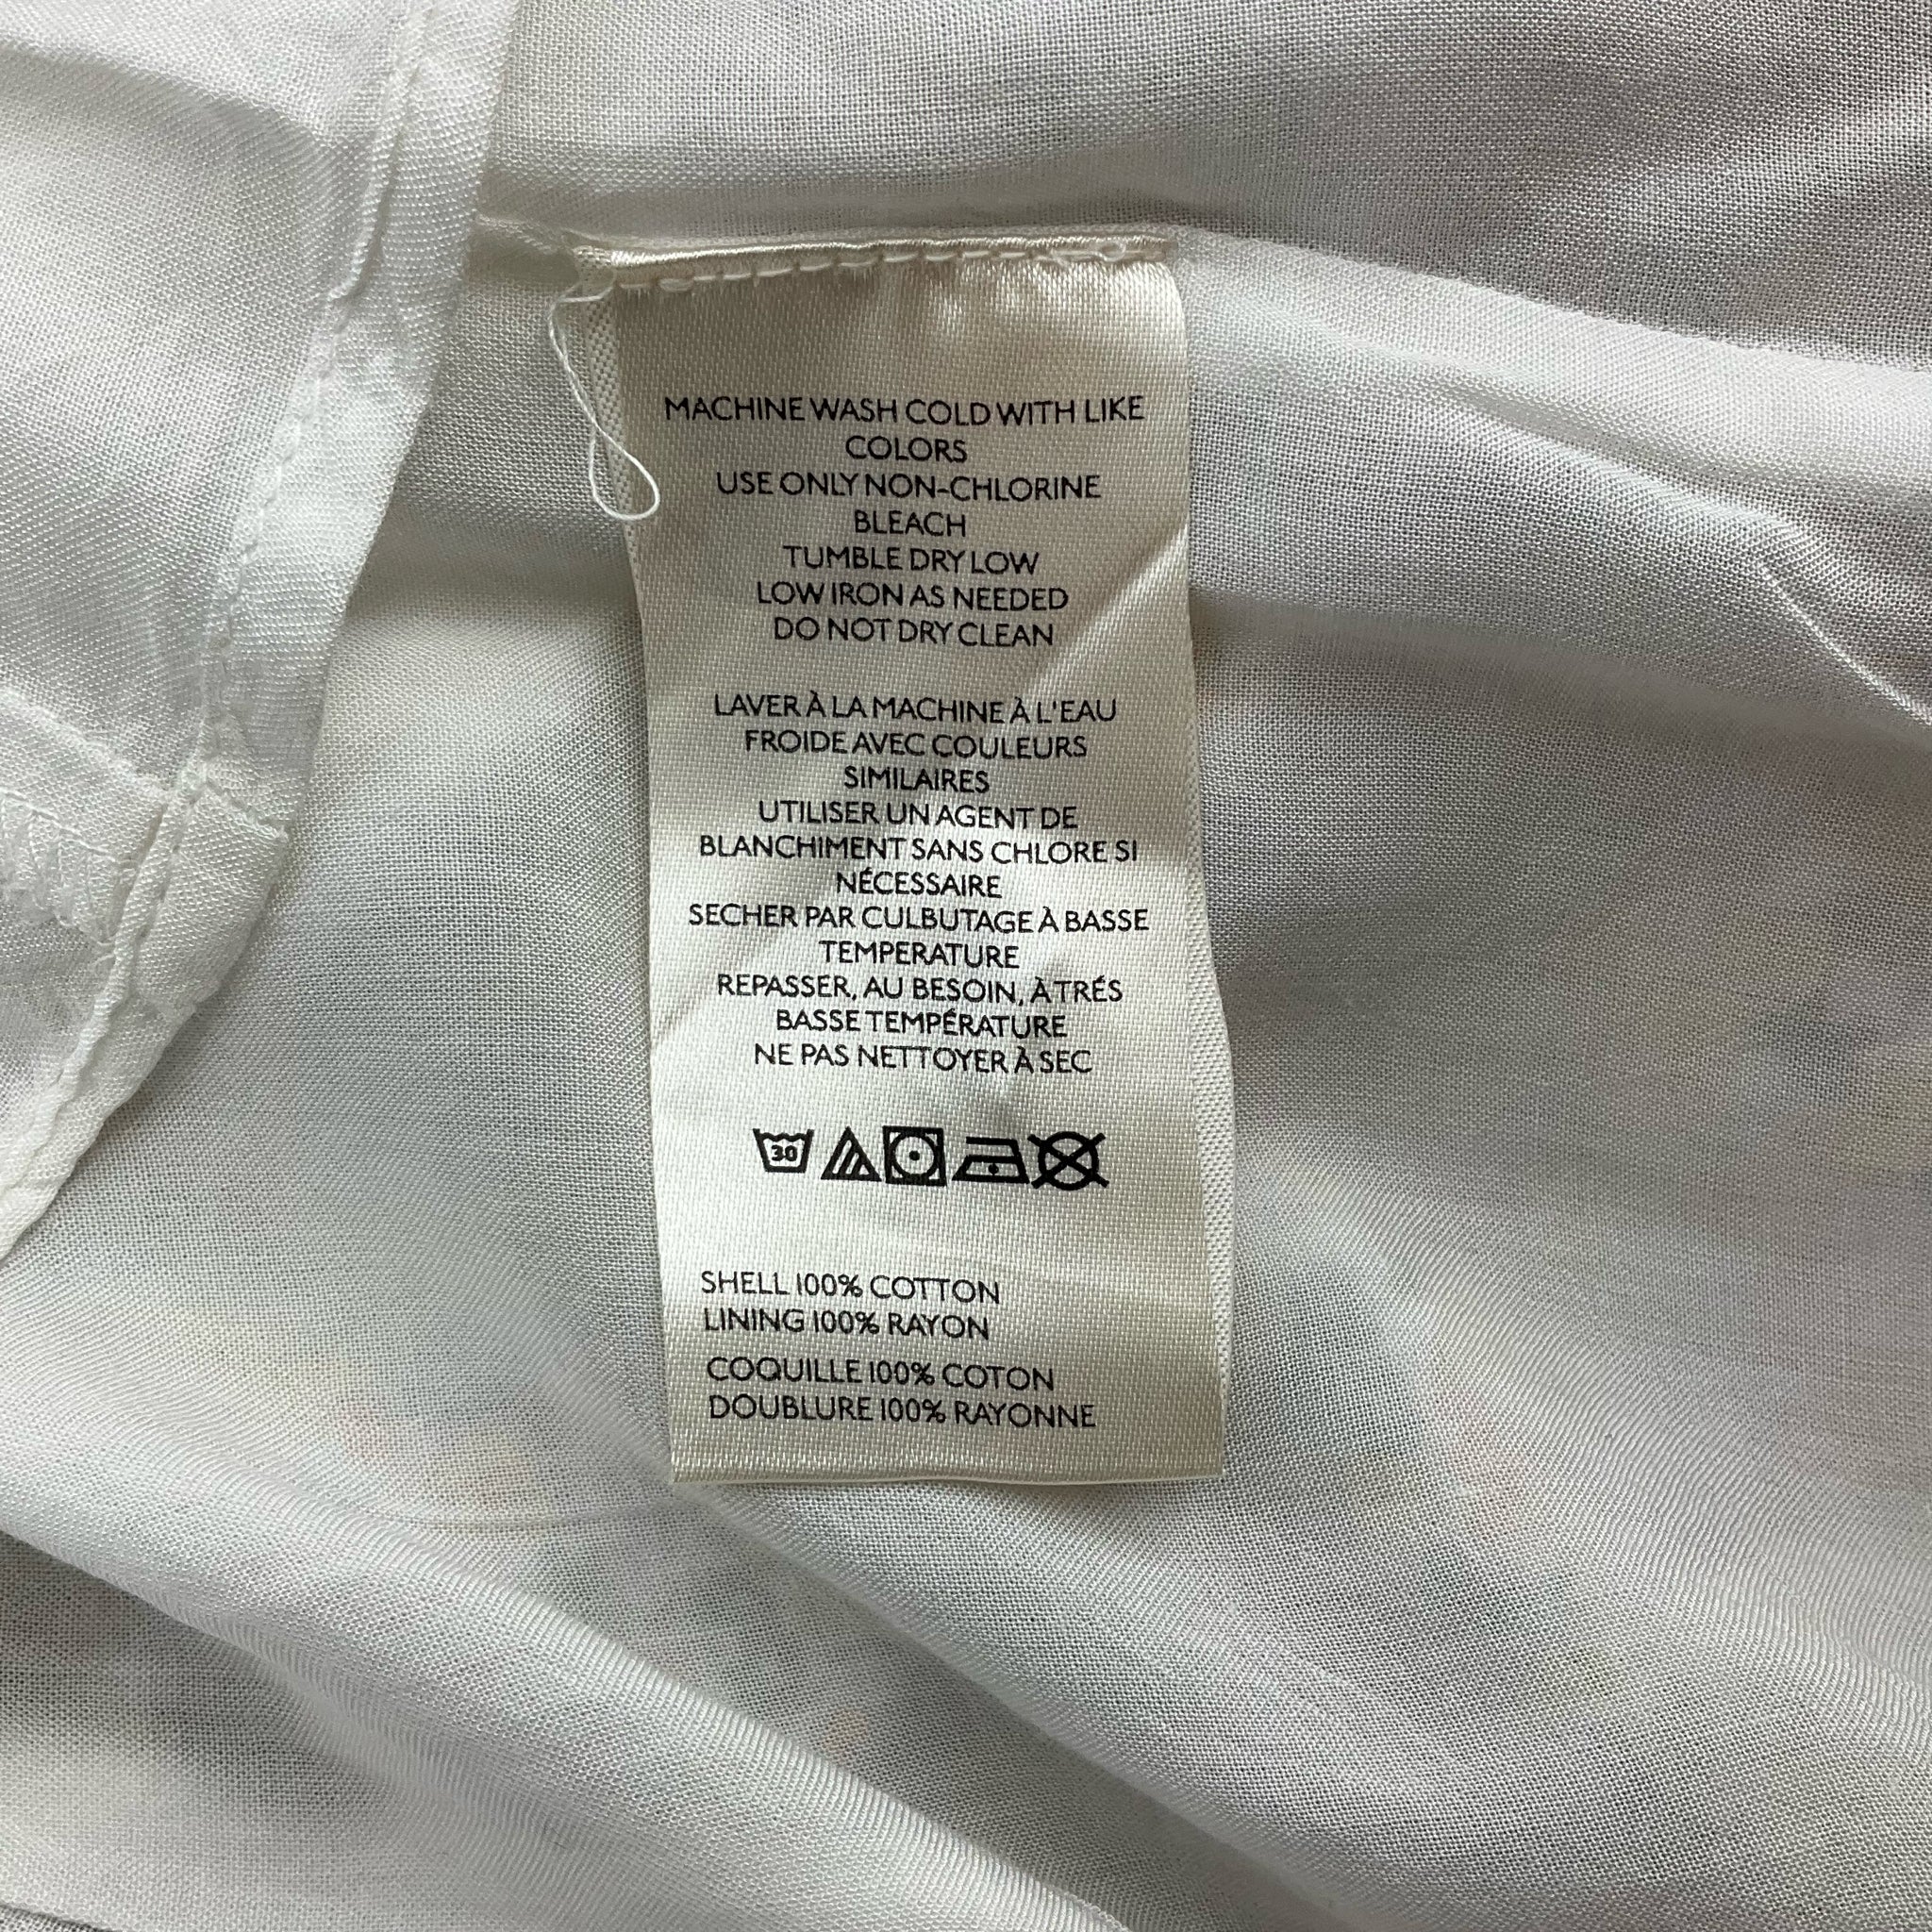 MACHINE WASH COLD WITH LIKE
COLORS
USE ONLY NON-CHLORINE
BLEACH
TUMBLE DRY LOW
LOW IRON AS NEEDED
DO NOT DRY CLEAN
LAVER À LA MACHINE À L'EAU
FROIDE AVEC COULEURS
SIMILAIRES
UTILISER UN AGENT DE
BLANCHIMENT SANS CHLORE SI
NÉCESSAIRE
SECHER PAR CULBUTAGE À BASSE
TEMPERATURE
REPASSER, AU BESOIN, À TRÉS
BASSE TEMPÉRATURE
NE PAS NETTOYER À SEC
30
SHELL 100% COTTON
LINING 100% RAYON
COQUILLE 100% COTON
DOUBLURE 100% RAYONNE